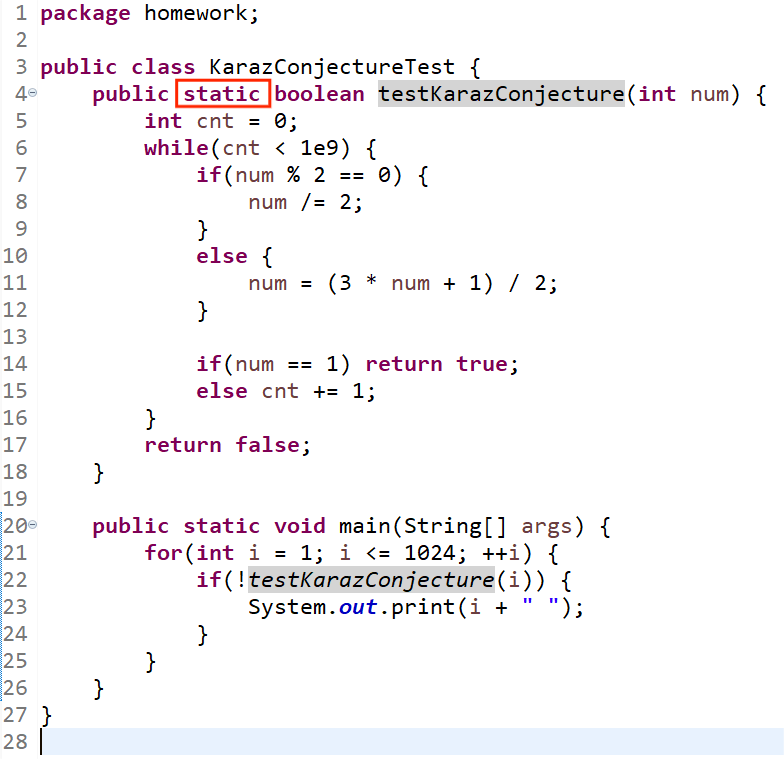 1 package homework;
2
3 public class KarazConjectureTest {
4 public static boolean testKarazConjecture(int num) {
5 int cnt = 0;
6 while(cnt < 1e9) {
7 if(num % 2 == 0) {
8 num /= 2;
9 }
10 else {
11 num = (3 * num + 1) / 2;
12 }
13
14 if(num == 1) return true;
15 else cnt += 1;
16 }
17 return false;
18 }
19
20 public static void main(String[] args) {
21 for(int i = 1; i <= 1024; ++i) {
22 if(!testKarazConjecture(i)) {
23 System.out.print(i + " ");
24 }
25 }
26 }
27 }
28